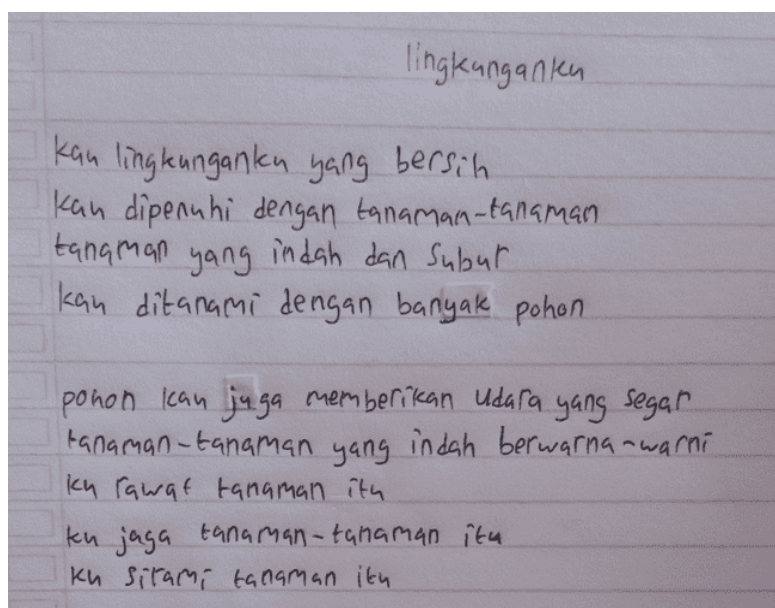 lingkunganku
kau lingkunganku yang bersih
kau dipenuhi dengan tanaman-tanaman
tanaman yang indah dan subur
kau ditanami dengan banyak pohon
pohon kau juga memberikan udara yang segar
tanaman-tanaman yang indah berwarna-warni
ku rawat tanaman itu
ku jaga tanaman-tanaman itu
ku sirami tanaman itu